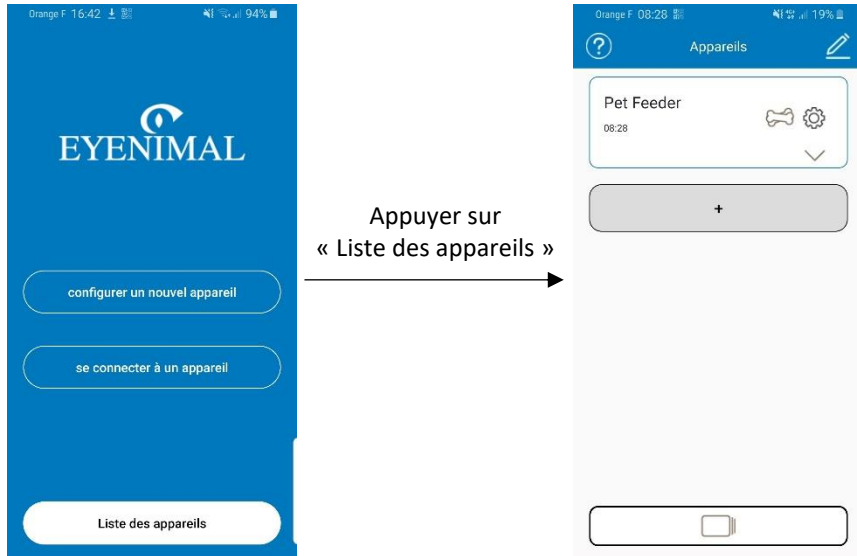 Orange F 16:42 94%
EYENIMAL
configurer un nouvel appareil
se connecter à un appareil
Liste des appareils
Appuyer sur
« Liste des appareils »
Orange F 08:28 19%
Appareils
Pet Feeder
08:28
+